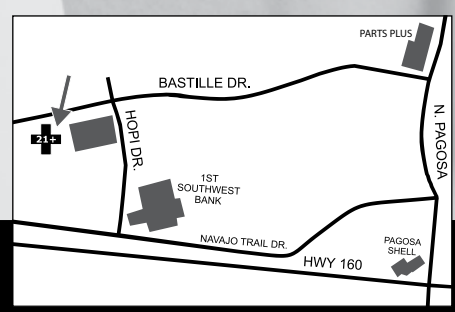 PARTS PLUS
BASTILLE DR.
21+
HOPI DR.
N. PAGOSA
1ST
SOUTHWEST
BANK
NAVAJO TRAIL DR.
PAGOSA
SHELL
HWY 160